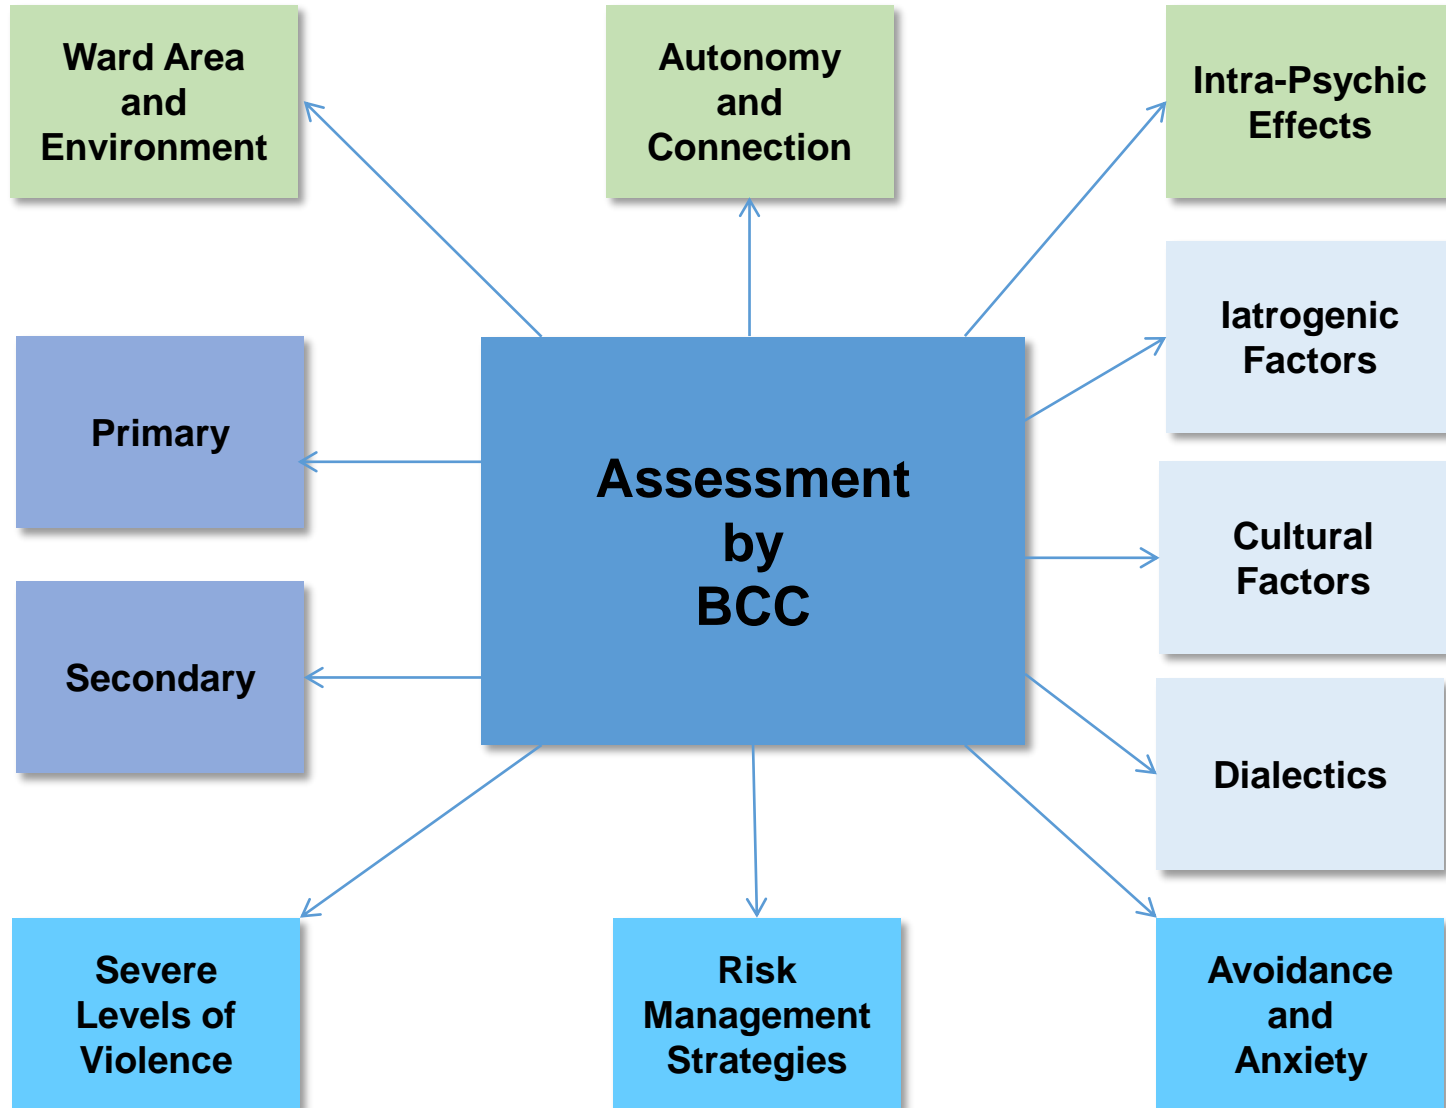 Ward Area
and
Environment
Autonomy
and
Connection
Intra-Psychic
Effects
Iatrogenic
Factors
Primary
Assessment
by
BCC
Cultural
Factors
Secondary
Dialectics
Severe
Levels of
Violence
Risk
Management
Strategies
Avoidance
and
Anxiety